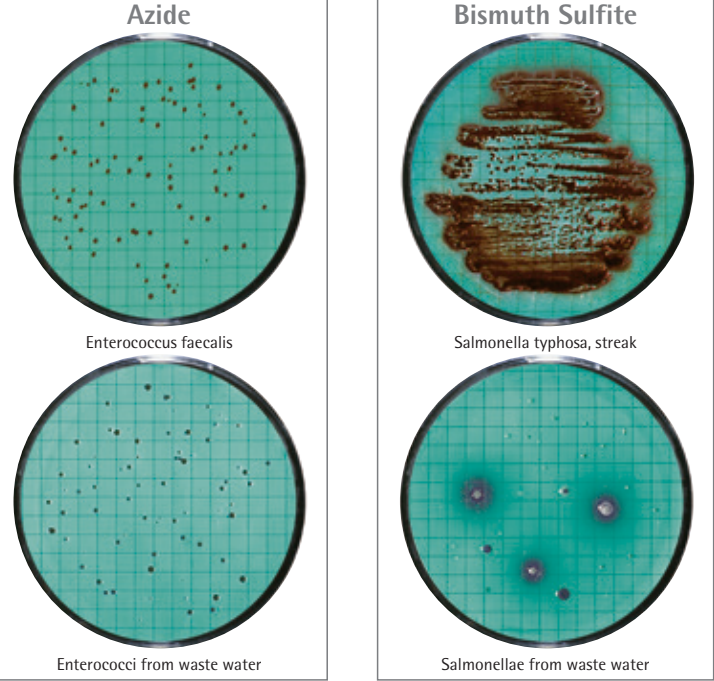 Azide
Enterococcus faecalis
Enterococci from waste water
Bismuth Sulfite
Salmonella typhosa, streak
Salmonellae from waste water